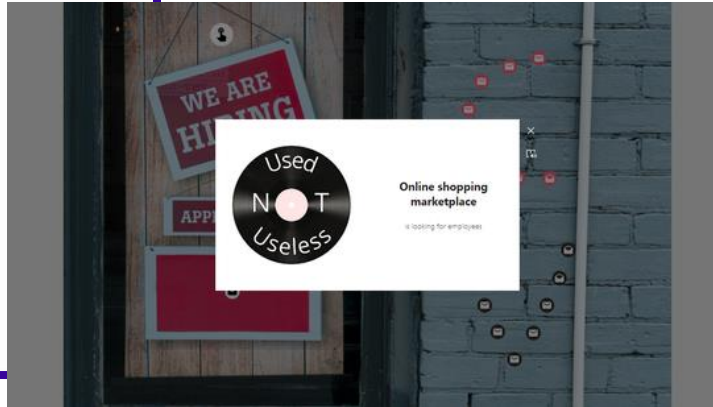 WE ARE
HIRING
APP
Used
N T
Useless
Online shopping
marketplace
is looking for employees